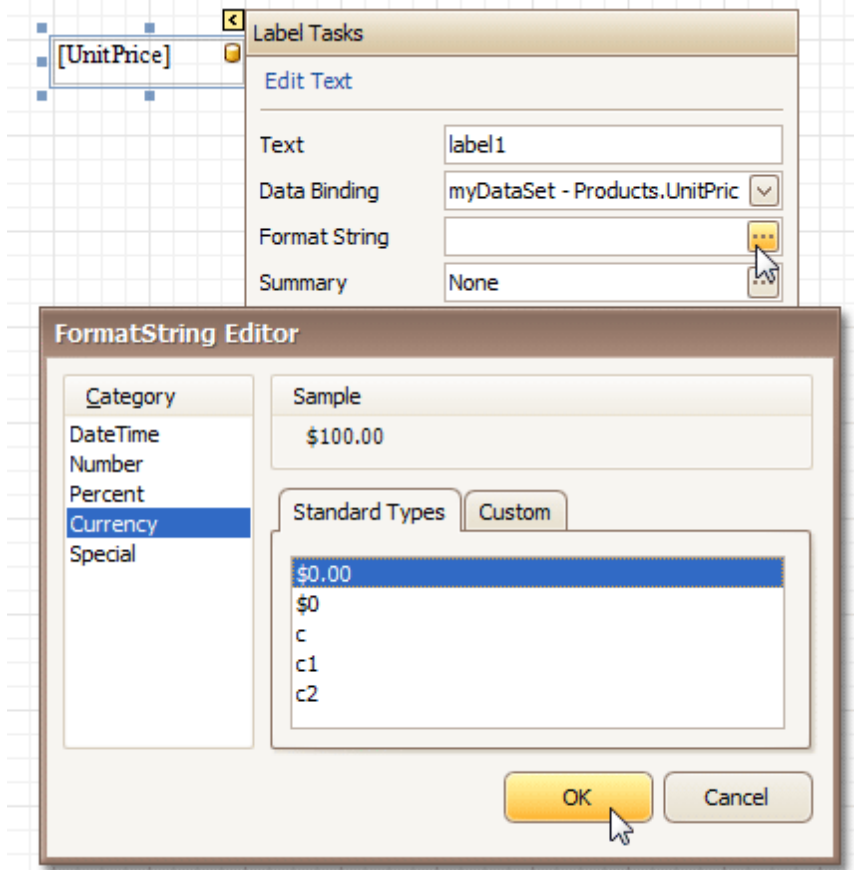 [UnitPrice]
Label Tasks
Edit Text
Text label1
Data Binding myDataSet - Products.UnitPric
Format String
Summary None
FormatString Editor
Category
DateTime
Number
Percent
Currency
Special
Sample
$100.00
Standard Types Custom
$0.00
$0
c
c1
c2
OK Cancel